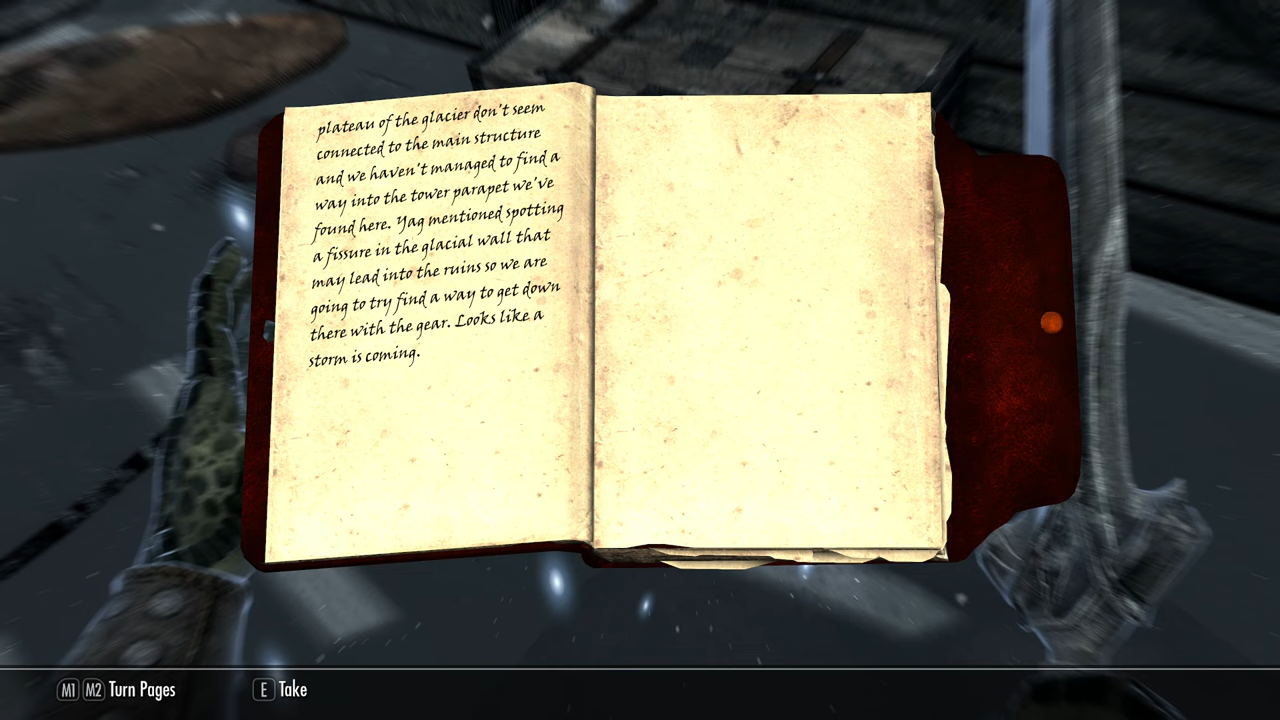 plateau of the glacier don't seem
connected to the main structure
and we haven't managed to find a
way into the tower parapet we've
found here. Yag mentioned spotting
a fissure in the glacial wall that
may lead into the ruins so we are
going to try find a way to get down
there with the gear. Looks like a
storm is coming.
M1 M2 Turn Pages E Take